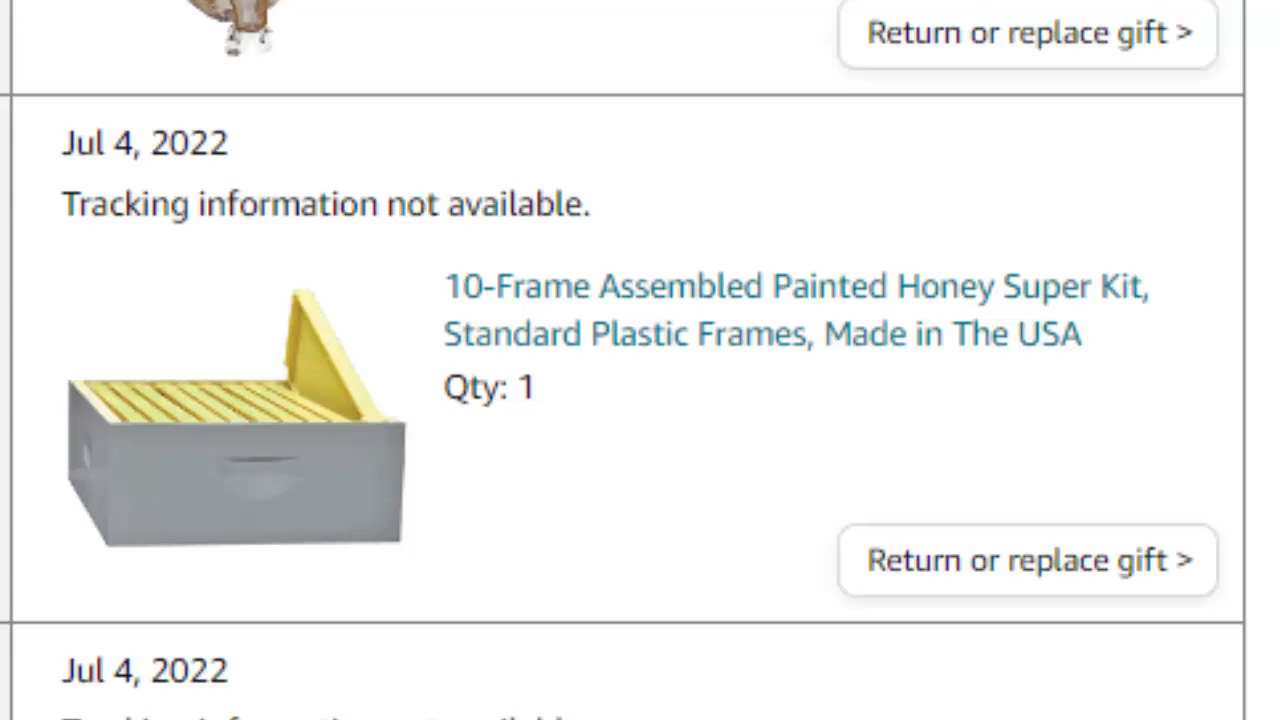 Return or replace gift >
Jul 4, 2022
Tracking information not available.
10-Frame Assembled Painted Honey Super Kit,
Standard Plastic Frames, Made in The USA
Qty: 1
Return or replace gift >
Jul 4, 2022